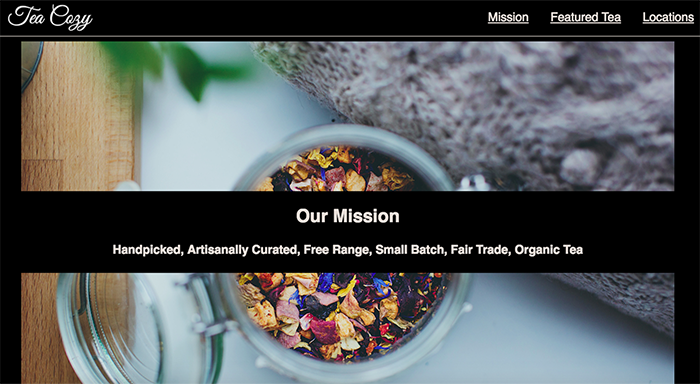 Tea Cozy
Mission Featured Tea Locations
Our Mission
Handpicked, Artisanally Curated, Free Range, Small Batch, Fair Trade, Organic Tea